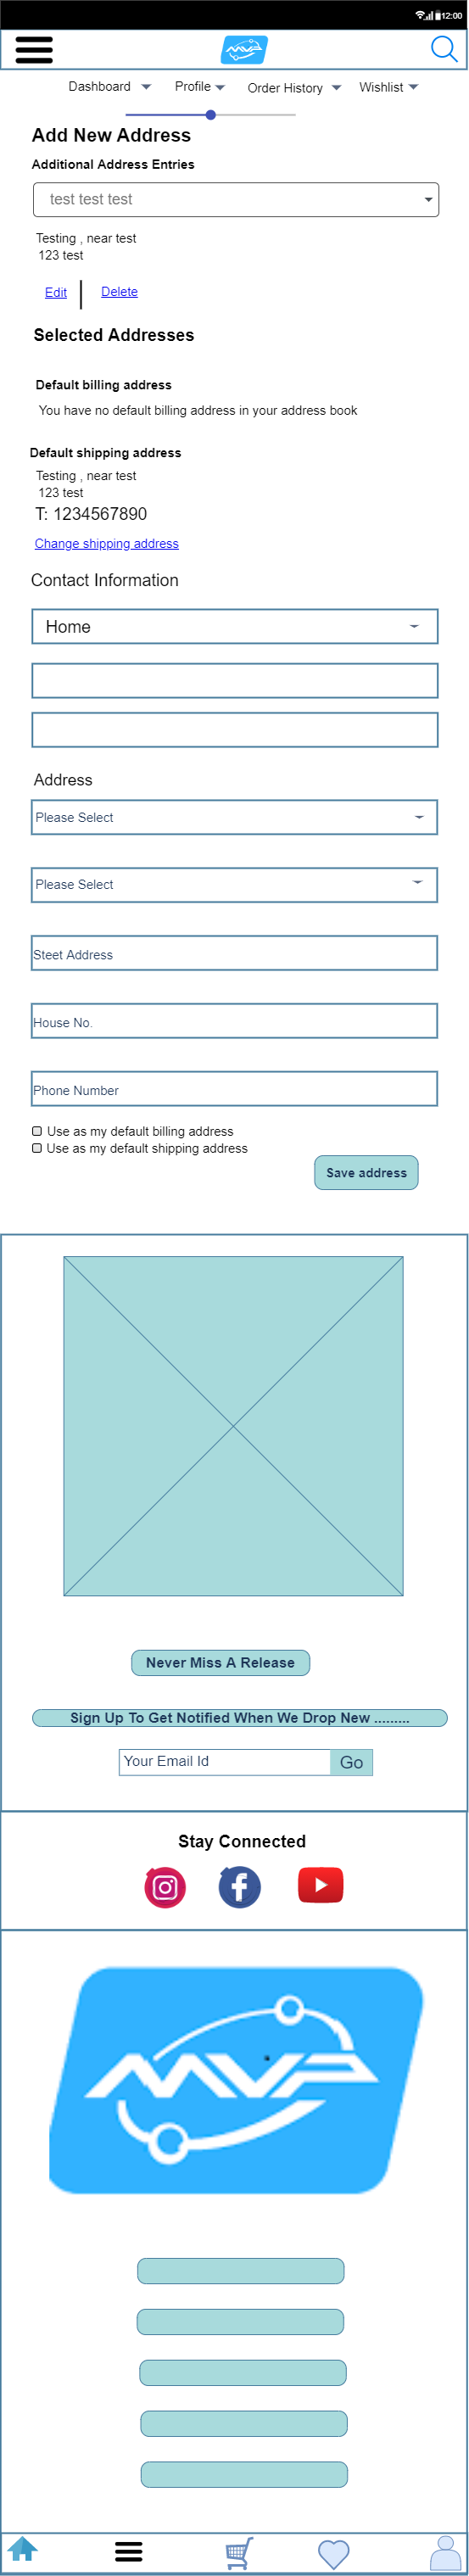 12:00
MVP
Dashboard Profile Order History Wishlist
Add New Address
Additional Address Entries
test test test
Testing , near test
123 test
Edit Delete
Selected Addresses
Default billing address
You have no default billing address in your address book
Default shipping address
Testing , near test
123 test
T: 1234567890
Change shipping address
Contact Information
Home
Address
Please Select
Please Select
Steet Address
House No.
Phone Number
Use as my default billing address
Use as my default shipping address
Save address
Never Miss A Release
Sign Up To Get Notified When We Drop New .........
Your Email Id Go
Stay Connected
MVP